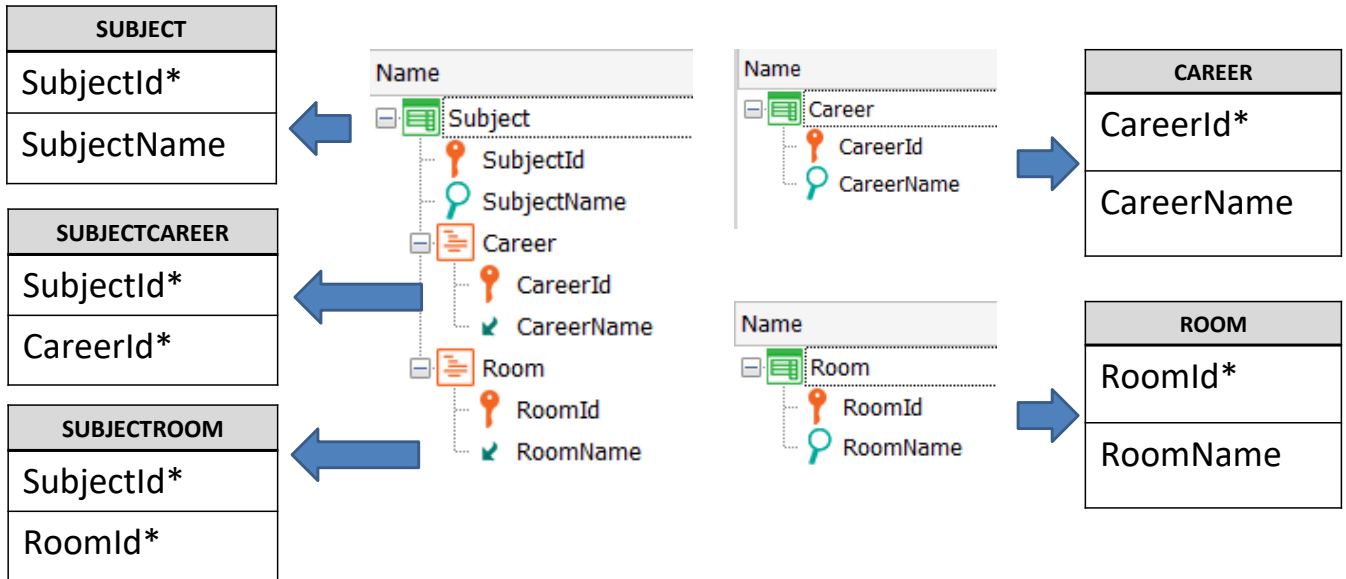 SUBJECT
SubjectId*
SubjectName
SUBJECTCAREER
SubjectId*
CareerId*
SUBJECTROOM
SubjectId*
RoomId*
Name
Subject
SubjectId
SubjectName
Career
CareerId
CareerName
Room
RoomId
RoomName
Name
Career
CareerId
CareerName
Name
Room
RoomId
RoomName
CAREER
CareerId*
CareerName
ROOM
RoomId*
RoomName